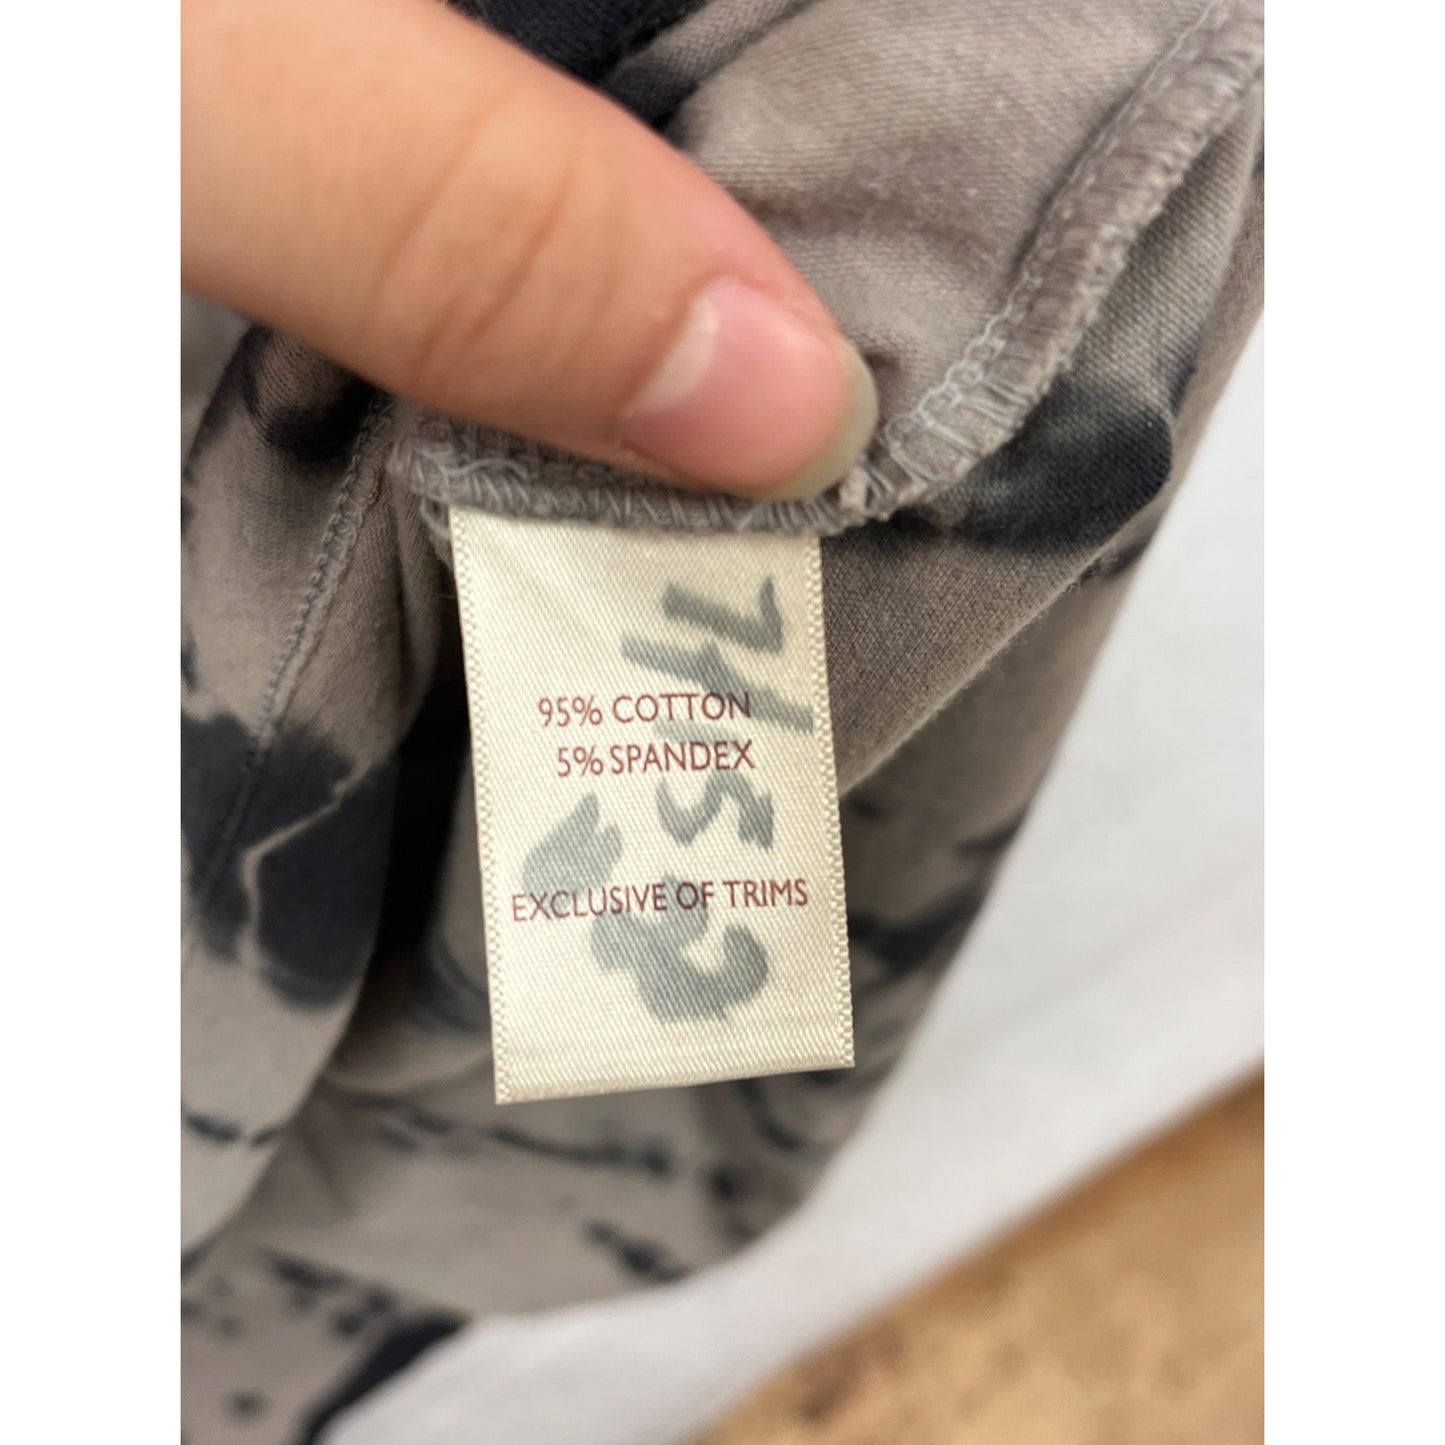 95% COTTON
5% SPANDEX
EXCLUSIVE OF TRIMS